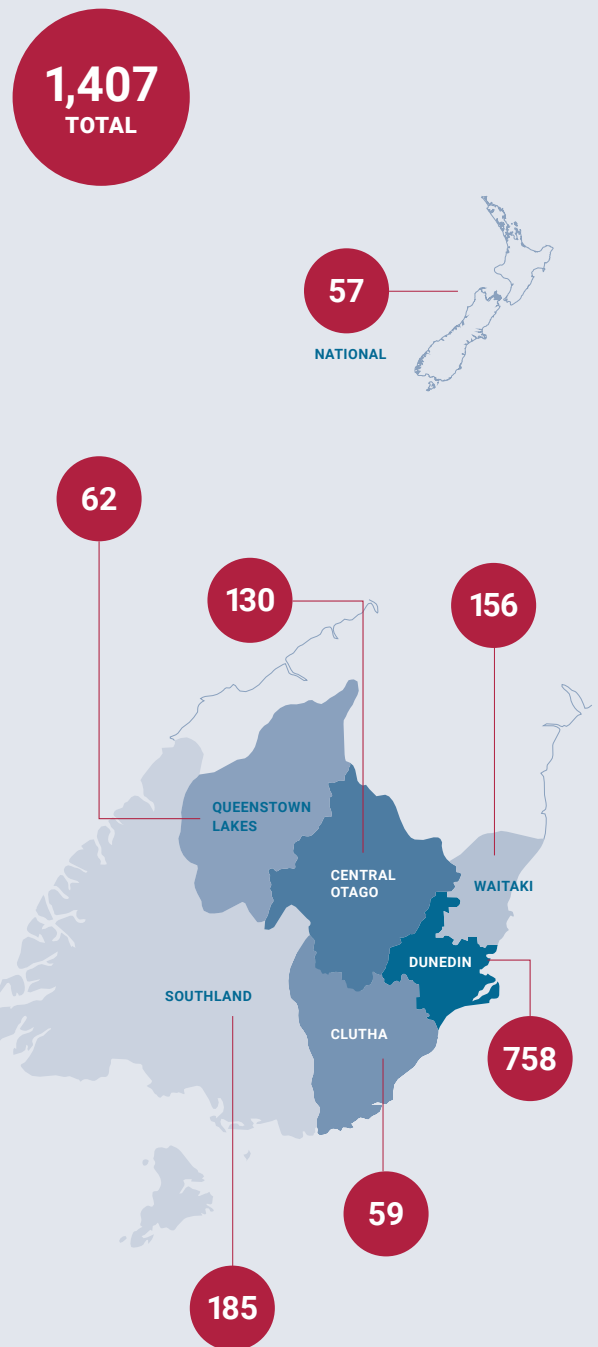 1,407
TOTAL
57
NATIONAL
62
130
156
QUEENSTOWN
LAKES
CENTRAL
OTAGO
WAITAKI
DUNEDIN
SOUTHLAND
CLUTHA
758
59
185